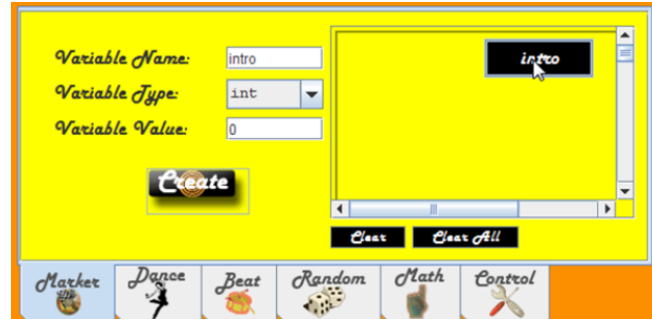 Variable Name: intro
Variable Type: int
Variable Value: 0
Create
intro
Clear Clear All
Marker Dance Beat Random Math Control